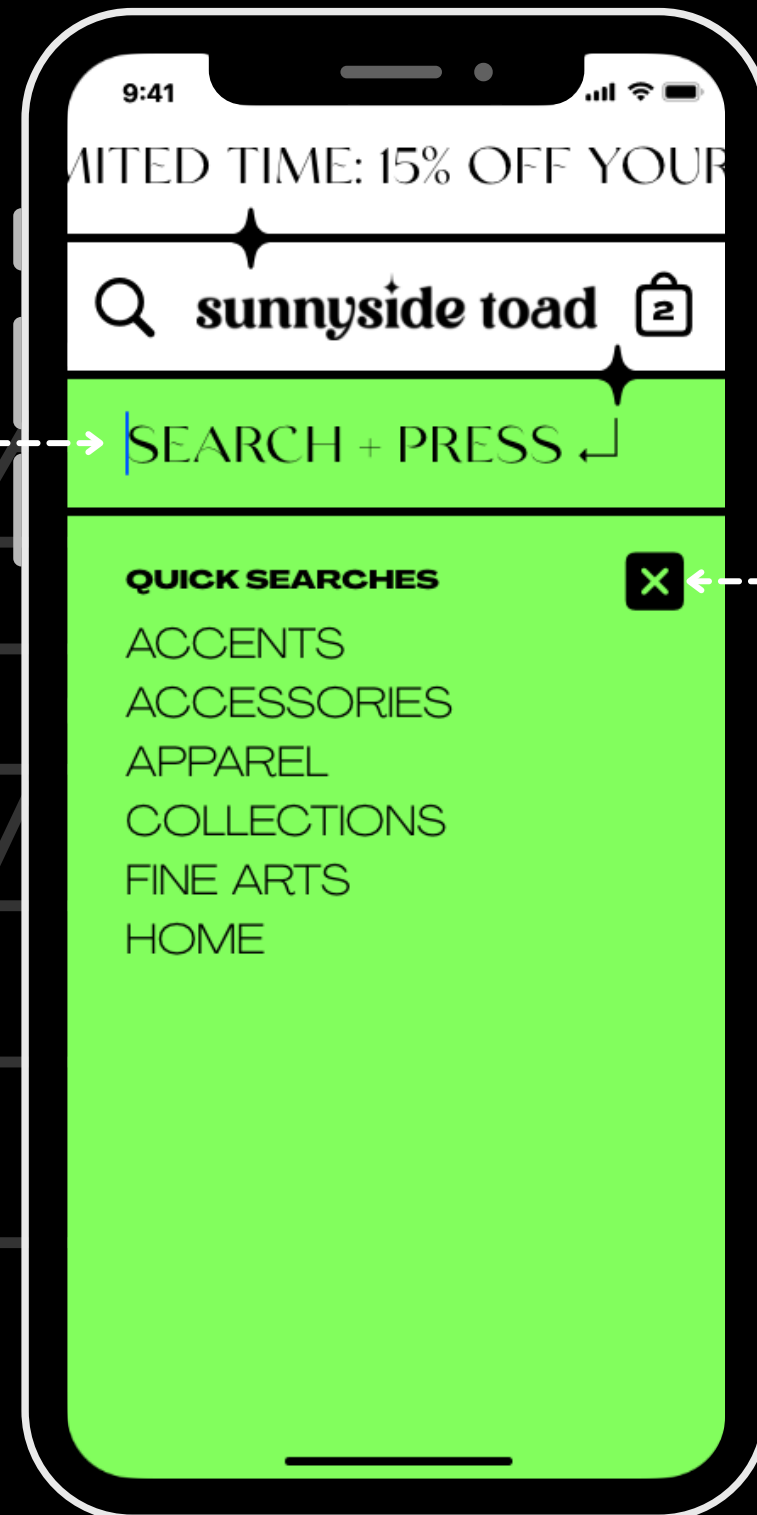 9:41
MITED TIME: 15% OFF YOUR
sunnyside toad
2
SEARCH + PRESS ↵
QUICK SEARCHES
ACCENTS
ACCESSORIES
APPAREL
COLLECTIONS
FINE ARTS
HOME